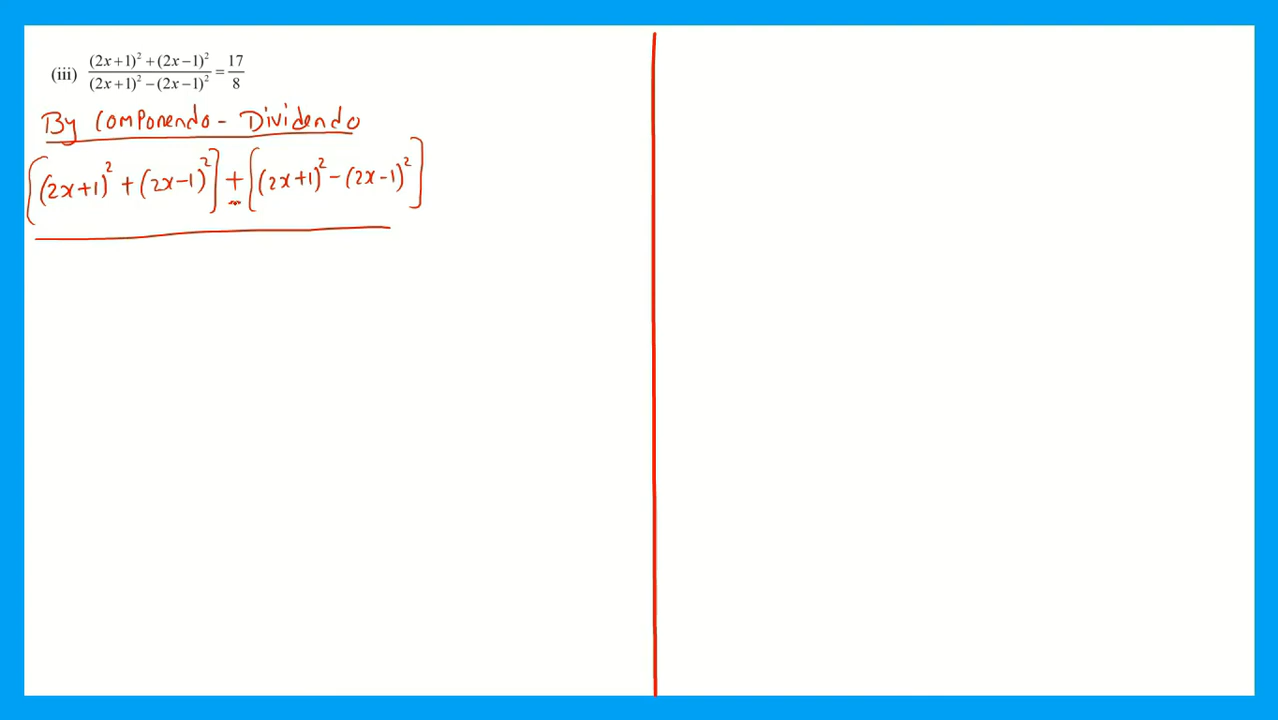 (iii) ((2x+1)²+(2x−1)²)/((2x+1)²−(2x−1)²) = 17/8
By Componendo - Dividendo
[(2x+1)² + (2x-1)²] + [(2x+1)² - (2x-1)²]